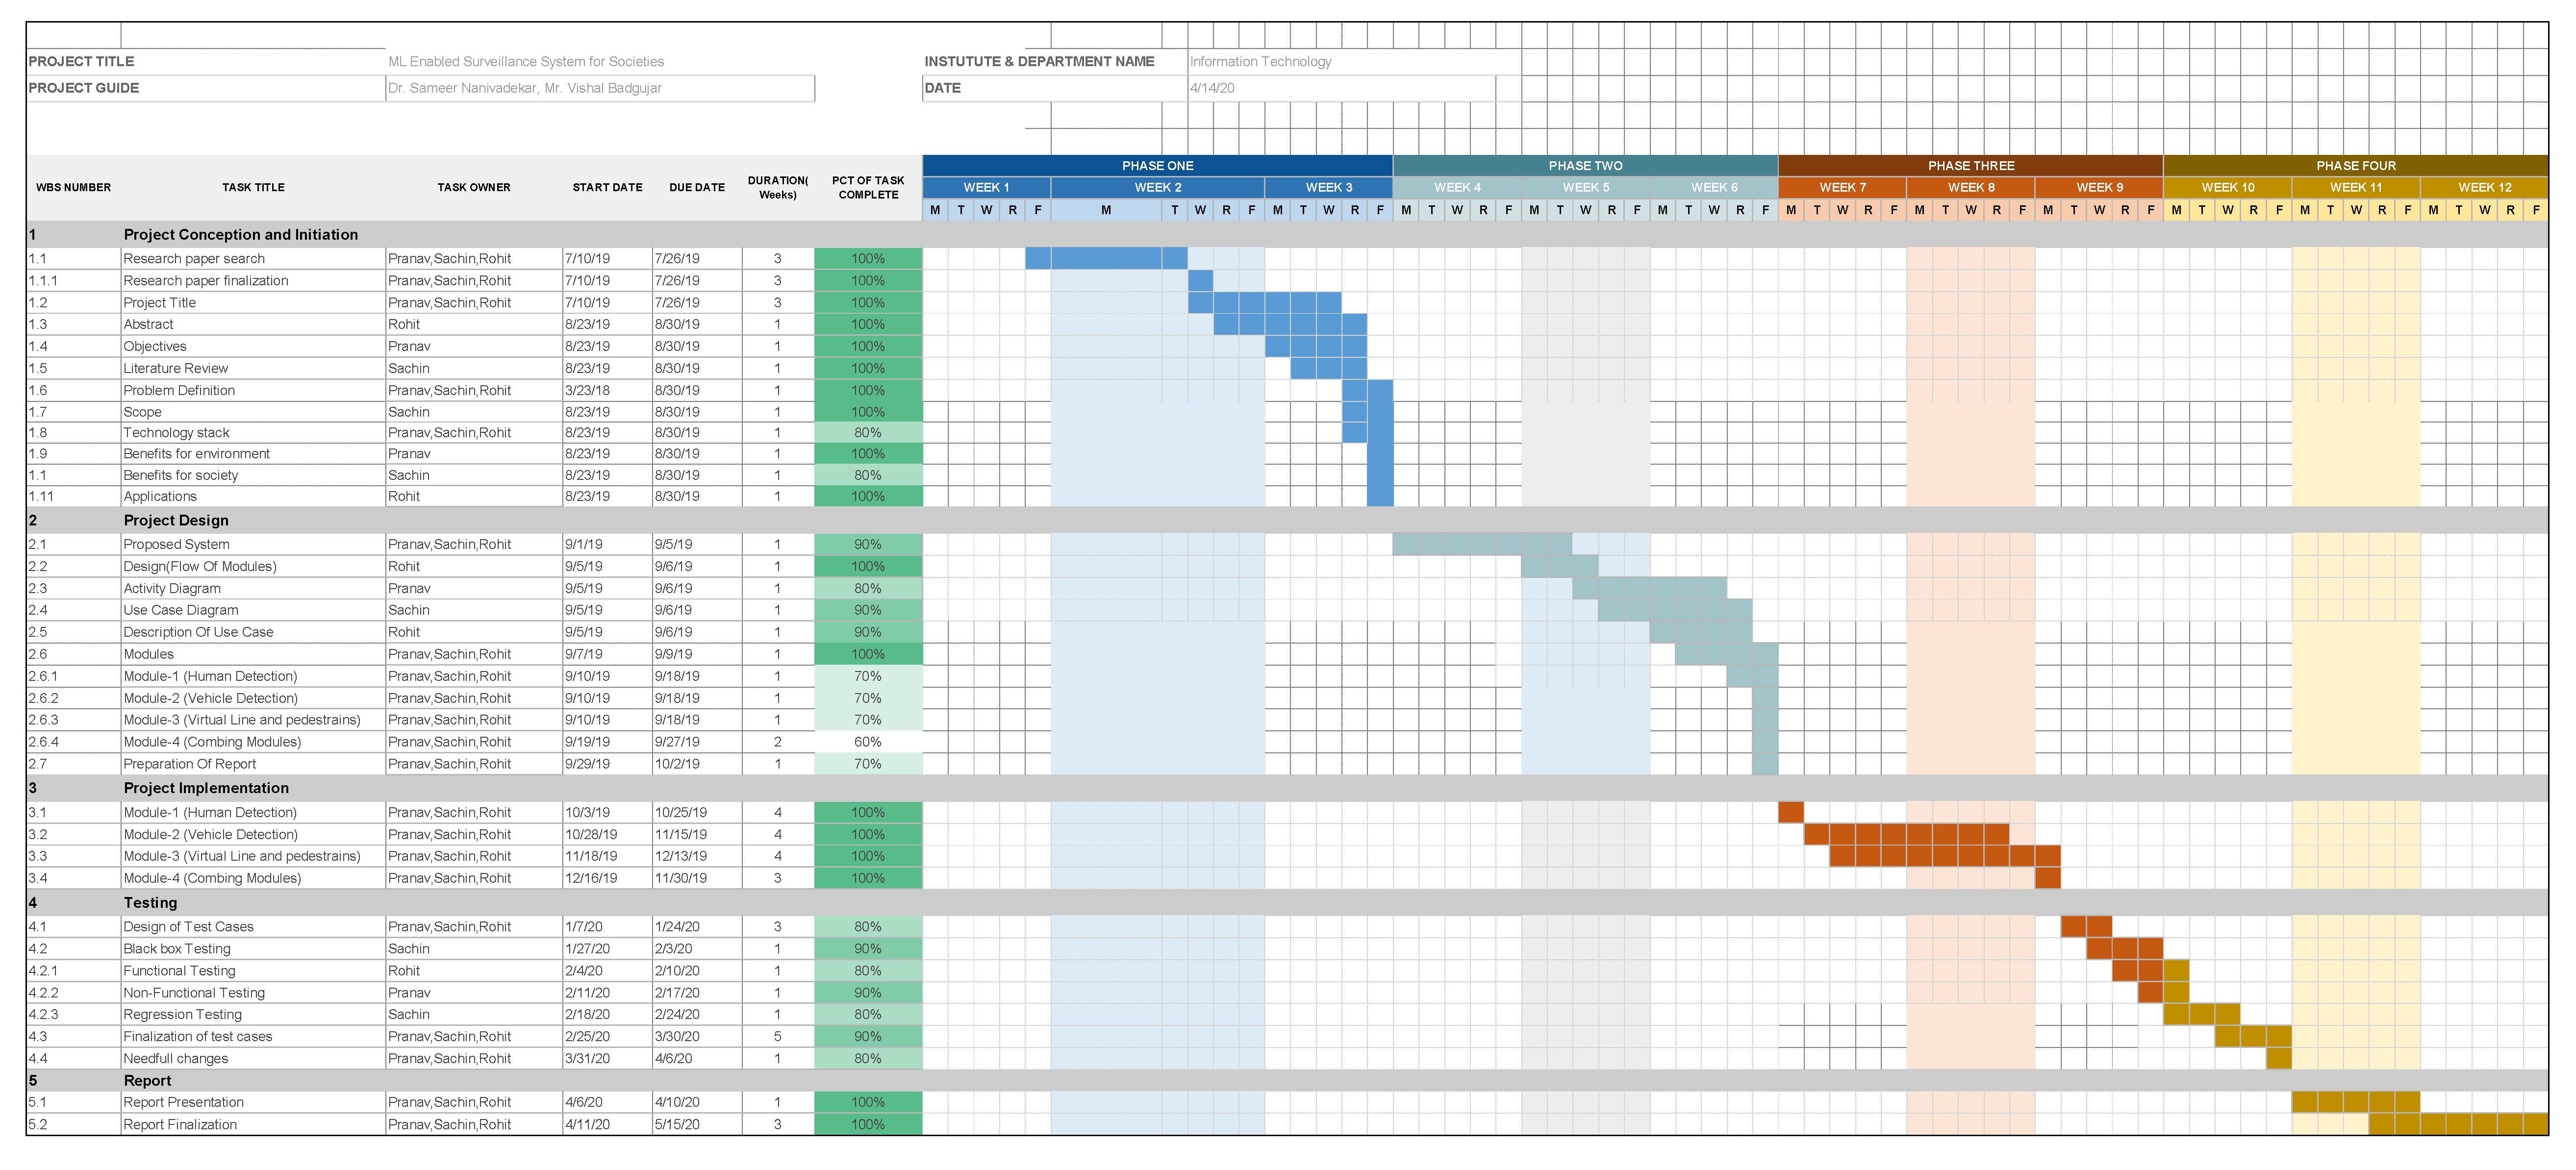 PROJECT TITLE ML Enabled Surveillance System for Societies INSTUTUTE & DEPARTMENT NAME Information Technology
PROJECT GUIDE Dr. Sameer Nanivadekar, Mr. Vishal Badgujar DATE 4/14/20
PHASE ONE PHASE TWO PHASE THREE PHASE FOUR
WBS NUMBER TASK TITLE TASK OWNER START DATE DUE DATE DURATION( Weeks) PCT OF TASK COMPLETE
WEEK 1 WEEK 2 WEEK 3 WEEK 4 WEEK 5 WEEK 6 WEEK 7 WEEK 8 WEEK 9 WEEK 10 WEEK 11 WEEK 12
M T W R F M T W R F M T W R F M T W R F M T W R F M T W R F M T W R F M T W R F M T W R F M T W R F M T W R F M T W R F
1 Project Conception and Initiation
1.1 Research paper search Pranav,Sachin,Rohit 7/10/19 7/26/19 3 100%
1.1.1 Research paper finalization Pranav,Sachin,Rohit 7/10/19 7/26/19 3 100%
1.2 Project Title Pranav,Sachin,Rohit 7/10/19 7/26/19 3 100%
1.3 Abstract Rohit 8/23/19 8/30/19 1 100%
1.4 Objectives Pranav 8/23/19 8/30/19 1 100%
1.5 Literature Review Sachin 8/23/19 8/30/19 1 100%
1.6 Problem Definition Pranav,Sachin,Rohit 3/23/18 8/30/19 1 100%
1.7 Scope Sachin 8/23/19 8/30/19 1 100%
1.8 Technology stack Pranav,Sachin,Rohit 8/23/19 8/30/19 1 80%
1.9 Benefits for environment Pranav 8/23/19 8/30/19 1 100%
1.1 Benefits for society Sachin 8/23/19 8/30/19 1 80%
1.11 Applications Rohit 8/23/19 8/30/19 1 100%
2 Project Design
2.1 Proposed System Pranav,Sachin,Rohit 9/1/19 9/5/19 1 90%
2.2 Design(Flow Of Modules) Rohit 9/5/19 9/6/19 1 100%
2.3 Activity Diagram Pranav 9/5/19 9/6/19 1 80%
2.4 Use Case Diagram Sachin 9/5/19 9/6/19 1 90%
2.5 Description Of Use Case Rohit 9/5/19 9/6/19 1 90%
2.6 Modules Pranav,Sachin,Rohit 9/7/19 9/9/19 1 100%
2.6.1 Module-1 (Human Detection) Pranav,Sachin,Rohit 9/10/19 9/18/19 1 70%
2.6.2 Module-2 (Vehicle Detection) Pranav,Sachin,Rohit 9/10/19 9/18/19 1 70%
2.6.3 Module-3 (Virtual Line and pedestrains) Pranav,Sachin,Rohit 9/10/19 9/18/19 1 70%
2.6.4 Module-4 (Combing Modules) Pranav,Sachin,Rohit 9/19/19 9/27/19 2 60%
2.7 Preparation Of Report Pranav,Sachin,Rohit 9/29/19 10/2/19 1 70%
3 Project Implementation
3.1 Module-1 (Human Detection) Pranav,Sachin,Rohit 10/3/19 10/25/19 4 100%
3.2 Module-2 (Vehicle Detection) Pranav,Sachin,Rohit 10/28/19 11/15/19 4 100%
3.3 Module-3 (Virtual Line and pedestrains) Pranav,Sachin,Rohit 11/18/19 12/13/19 4 100%
3.4 Module-4 (Combing Modules) Pranav,Sachin,Rohit 12/16/19 11/30/19 3 100%
4 Testing
4.1 Design of Test Cases Pranav,Sachin,Rohit 1/7/20 1/24/20 3 80%
4.2 Black box Testing Sachin 1/27/20 2/3/20 1 90%
4.2.1 Functional Testing Rohit 2/4/20 2/10/20 1 80%
4.2.2 Non-Functional Testing Pranav 2/11/20 2/17/20 1 90%
4.2.3 Regression Testing Sachin 2/18/20 2/24/20 1 80%
4.3 Finalization of test cases Pranav,Sachin,Rohit 2/25/20 3/30/20 5 90%
4.4 Needfull changes Pranav,Sachin,Rohit 3/31/20 4/6/20 1 80%
5 Report
5.1 Report Presentation Pranav,Sachin,Rohit 4/6/20 4/10/20 1 100%
5.2 Report Finalization Pranav,Sachin,Rohit 4/11/20 5/15/20 3 100%